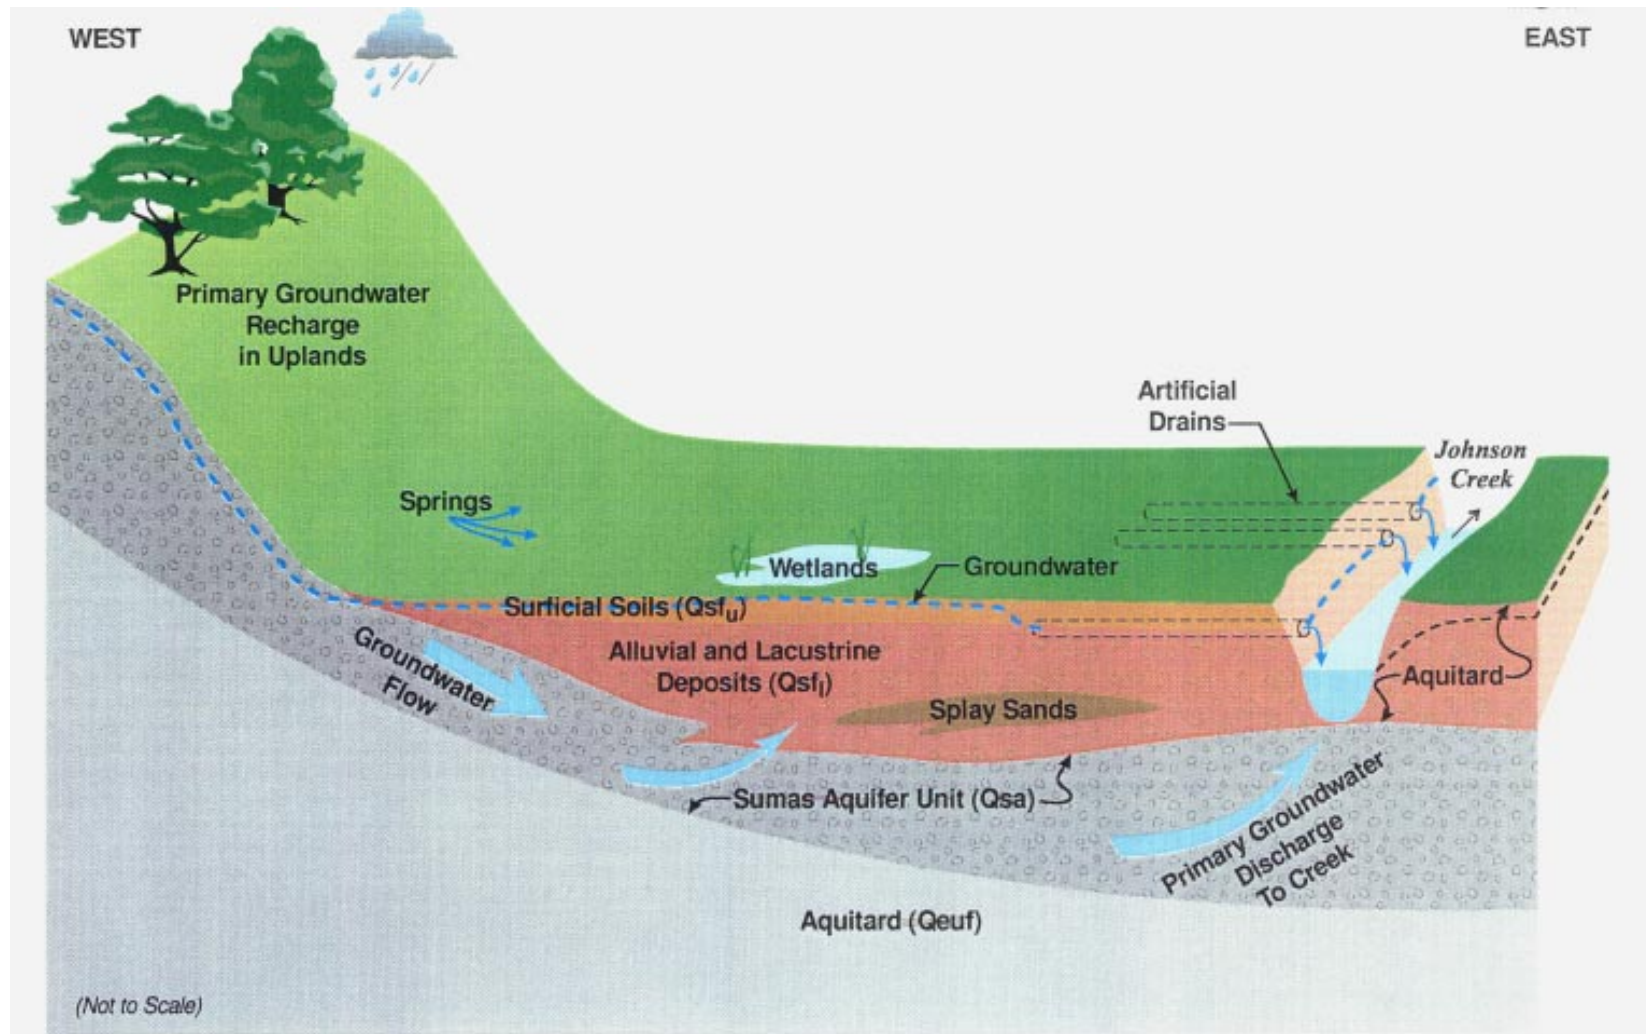 WEST
EAST
Primary Groundwater
Recharge
in Uplands
Artificial
Drains
Johnson
Creek
Springs
Wetlands
Groundwater
Surficial Soils (Qsfu)
Groundwater
Flow
Alluvial and Lacustrine
Deposits (Qsfl)
Aquitard
Splay Sands
Sumas Aquifer Unit (Qsa)
Primary Groundwater
Discharge
To Creek
Aquitard (Qeuf)
(Not to Scale)